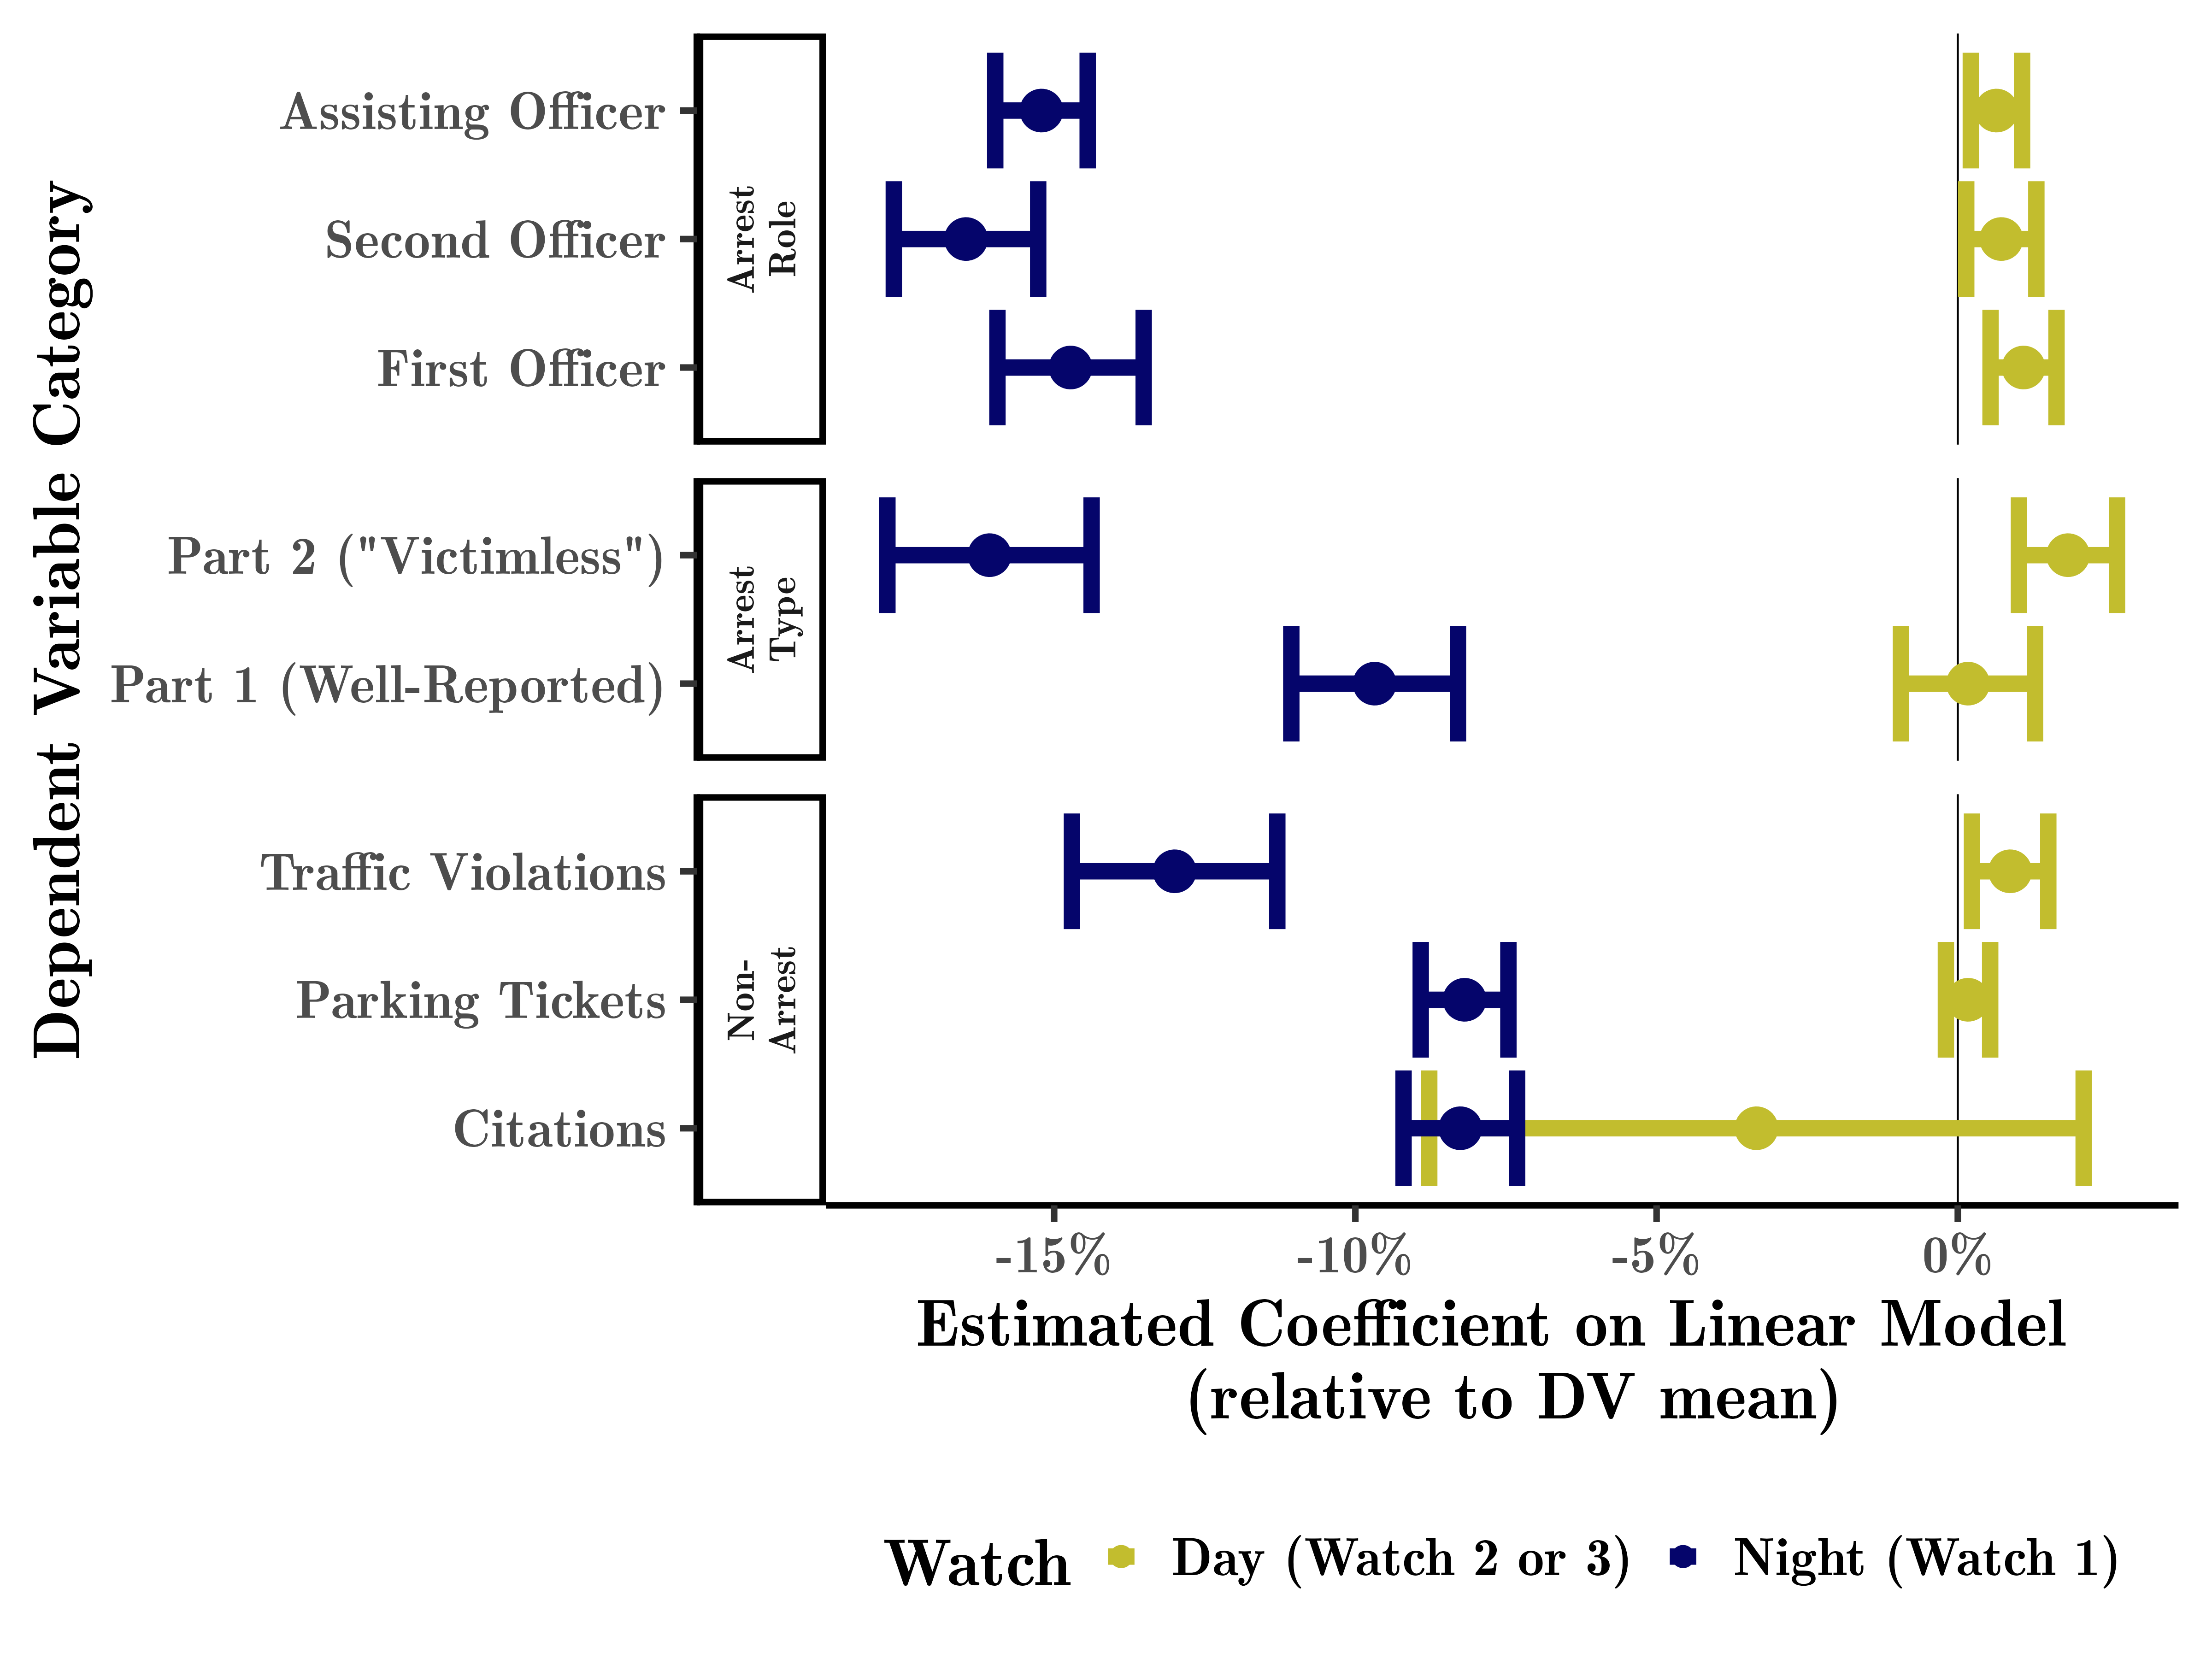 Dependent Variable Category
Assisting Officer
Second Officer
First Officer
Arrest
Role
Part 2 ("Victimless")
Part 1 (Well-Reported)
Arrest
Type
Traffic Violations
Parking Tickets
Citations
Non-
Arrest
-15%
-10%
-5%
0%
Estimated Coefficient on Linear Model
(relative to DV mean)
Watch
Day (Watch 2 or 3)
Night (Watch 1)